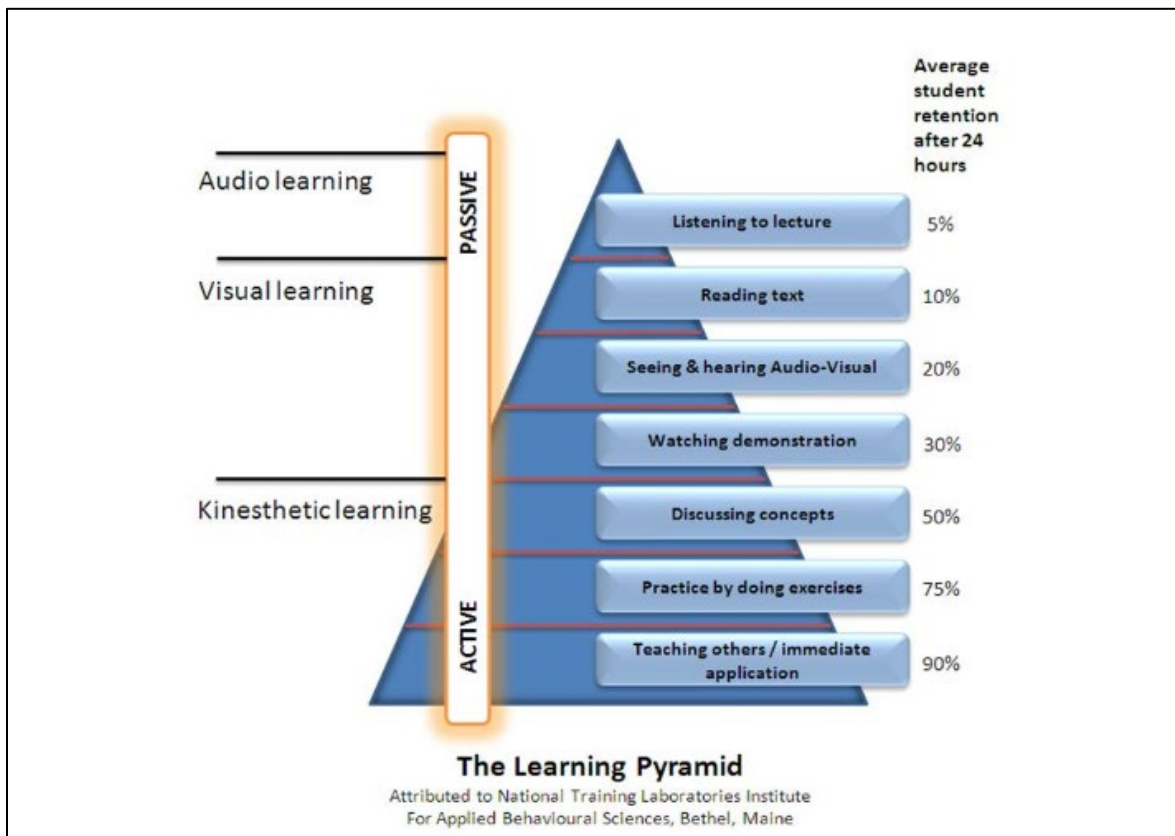 Average
student
retention
after 24
hours
Audio learning
PASSIVE
Listening to lecture
5%
Visual learning
Reading text
10%
Seeing & hearing Audio-Visual
20%
Watching demonstration
30%
Kinesthetic learning
Discussing concepts
50%
Practice by doing exercises
75%
ACTIVE
Teaching others / immediate
application
90%
The Learning Pyramid
Attributed to National Training Laboratories Institute
For Applied Behavioural Sciences, Bethel, Maine